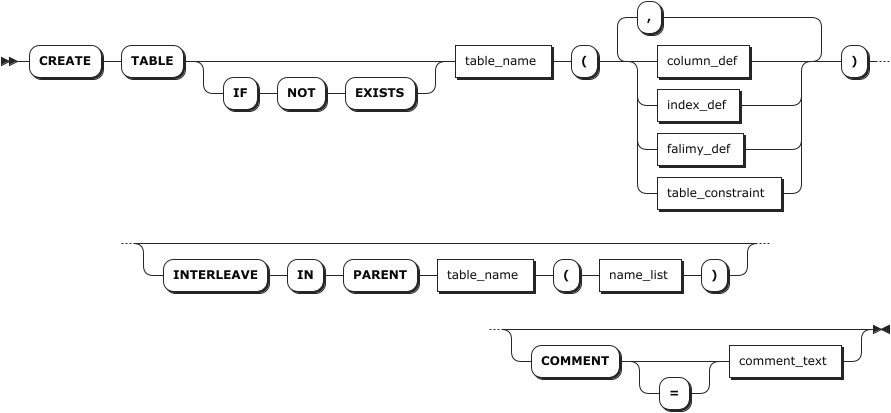 ,
CREATE TABLE table_name ( column_def )
IF NOT EXISTS index_def
falimy_def
table_constraint
INTERLEAVE IN PARENT table_name ( name_list )
COMMENT comment_text
=